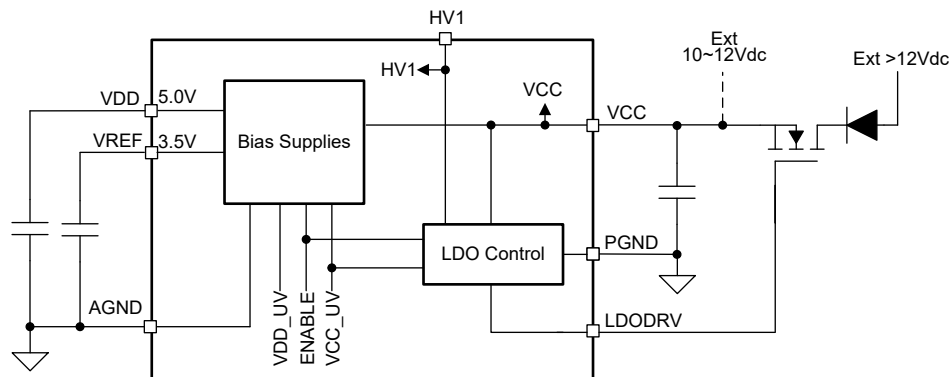 HV1
Ext
10~12Vdc
Ext >12Vdc
HV1
VDD
5.0V
VCC
VCC
VREF
3.5V
Bias Supplies
LDO Control
PGND
AGND
VDD_UV
ENABLE
VCC_UV
LDODRV